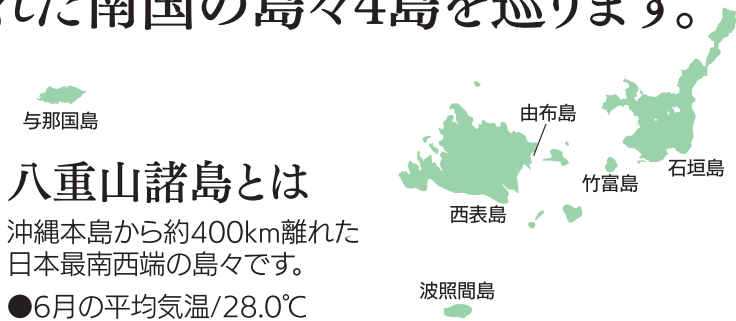 れた南国の島々4島を巡ります。
与那国島
由布島
竹富島
石垣島
西表島
波照間島
八重山諸島とは
沖縄本島から約400km離れた
日本最南西端の島々です。
●6月の平均気温/28.0℃